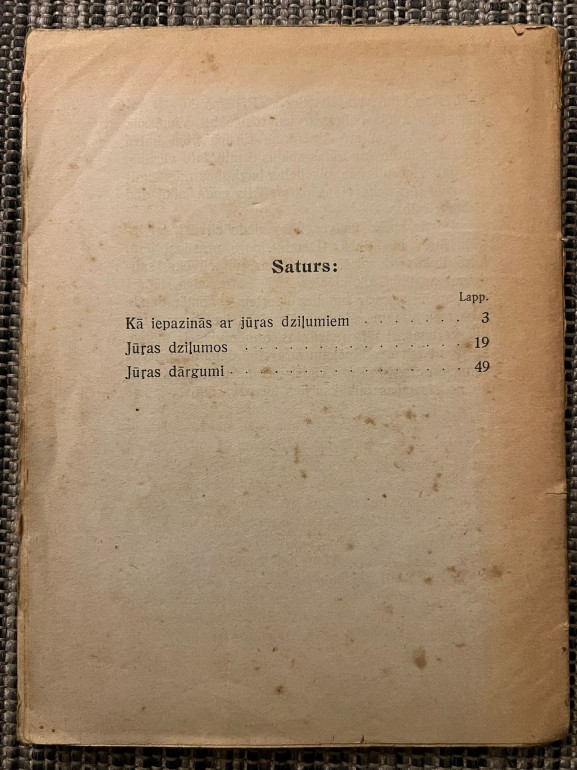 Saturs:
Lapp.
Kā iepazinās ar jūŗas dziļumiem . . . . . . . 3
Jūŗas dziļumos . . . . . . . . . . . . . . . . 19
Jūŗas dārgumi . . . . . . . . . . . . . . . . 49